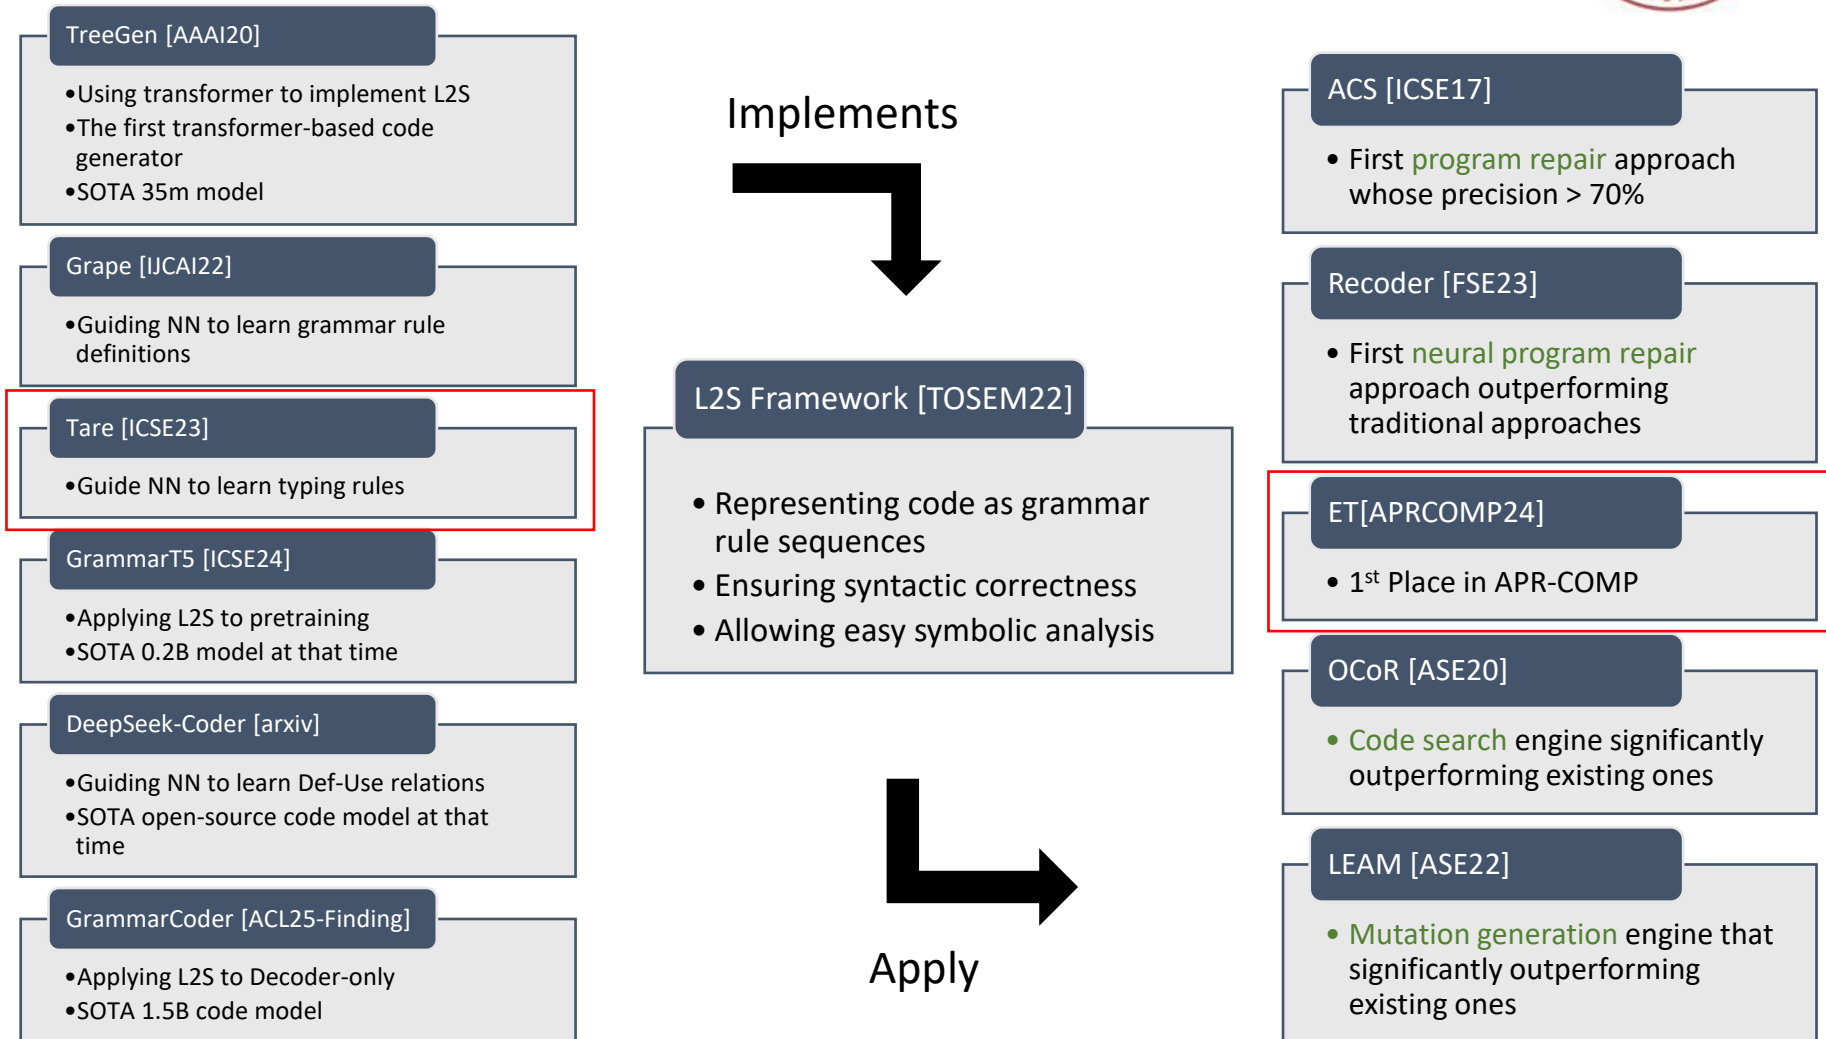 TreeGen [AAAI20]
•Using transformer to implement L2S
•The first transformer-based code
generator
•SOTA 35m model
Grape [IJCAI22]
•Guiding NN to learn grammar rule
definitions
Tare [ICSE23]
•Guide NN to learn typing rules
GrammarT5 [ICSE24]
•Applying L2S to pretraining
•SOTA 0.2B model at that time
DeepSeek-Coder [arxiv]
•Guiding NN to learn Def-Use relations
•SOTA open-source code model at that
time
GrammarCoder [ACL25-Finding]
•Applying L2S to Decoder-only
•SOTA 1.5B code model
Implements
L2S Framework [TOSEM22]
• Representing code as grammar
rule sequences
• Ensuring syntactic correctness
• Allowing easy symbolic analysis
Apply
ACS [ICSE17]
• First program repair approach
whose precision > 70%
Recoder [FSE23]
• First neural program repair
approach outperforming
traditional approaches
ET[APRCOMP24]
• 1st Place in APR-COMP
OCoR [ASE20]
• Code search engine significantly
outperforming existing ones
LEAM [ASE22]
• Mutation generation engine that
significantly outperforming
existing ones